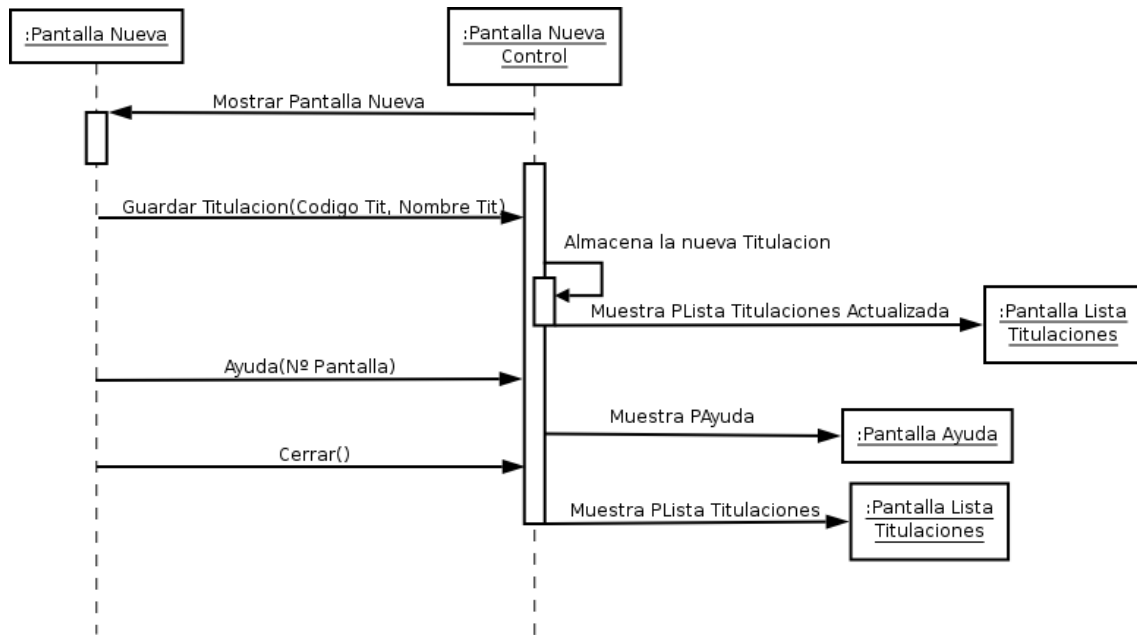 :Pantalla Nueva
:Pantalla Nueva
Control
Mostrar Pantalla Nueva
Guardar Titulacion(Codigo Tit, Nombre Tit)
Almacena la nueva Titulacion
Muestra PLista Titulaciones Actualizada
:Pantalla Lista
Titulaciones
Ayuda(Nº Pantalla)
Muestra PAyuda
:Pantalla Ayuda
Cerrar()
Muestra PLista Titulaciones
:Pantalla Lista
Titulaciones